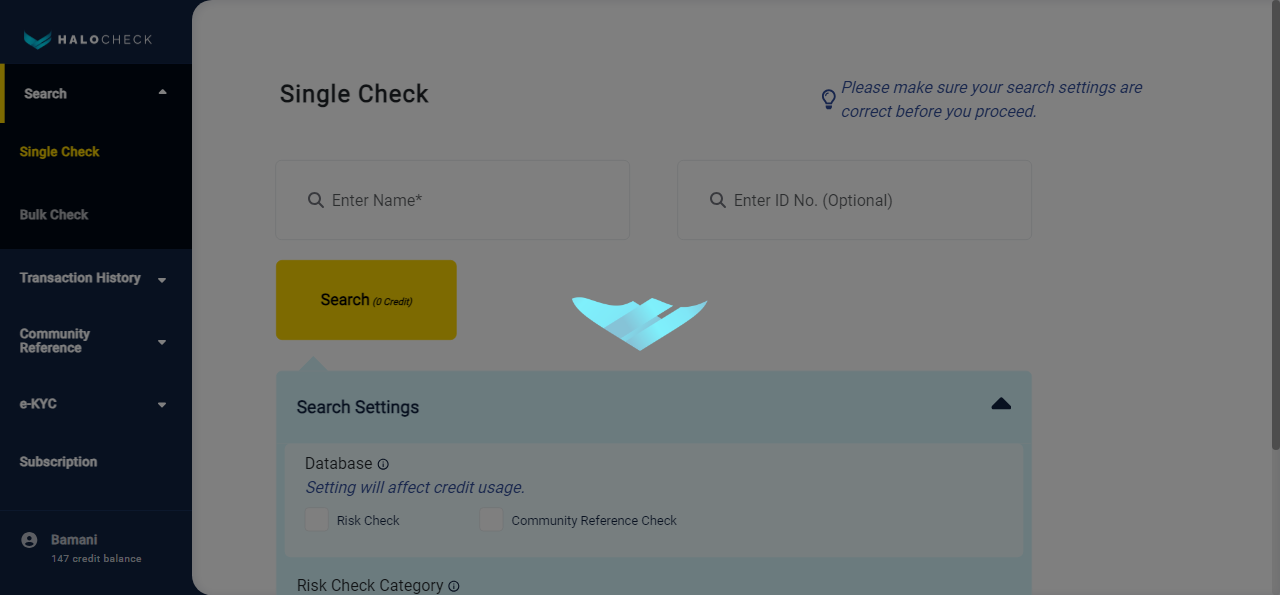 HALOCHECK
Search
Single Check
Bulk Check
Transaction History
Community
Reference
e-KYC
Subscription
Bamani
147 credit balance
Single Check
Please make sure your search settings are
correct before you proceed.
Enter Name*
Enter ID No. (Optional)
Search (0 Credit)
Search Settings
Database
Setting will affect credit usage.
Risk Check
Community Reference Check
Risk Check Category